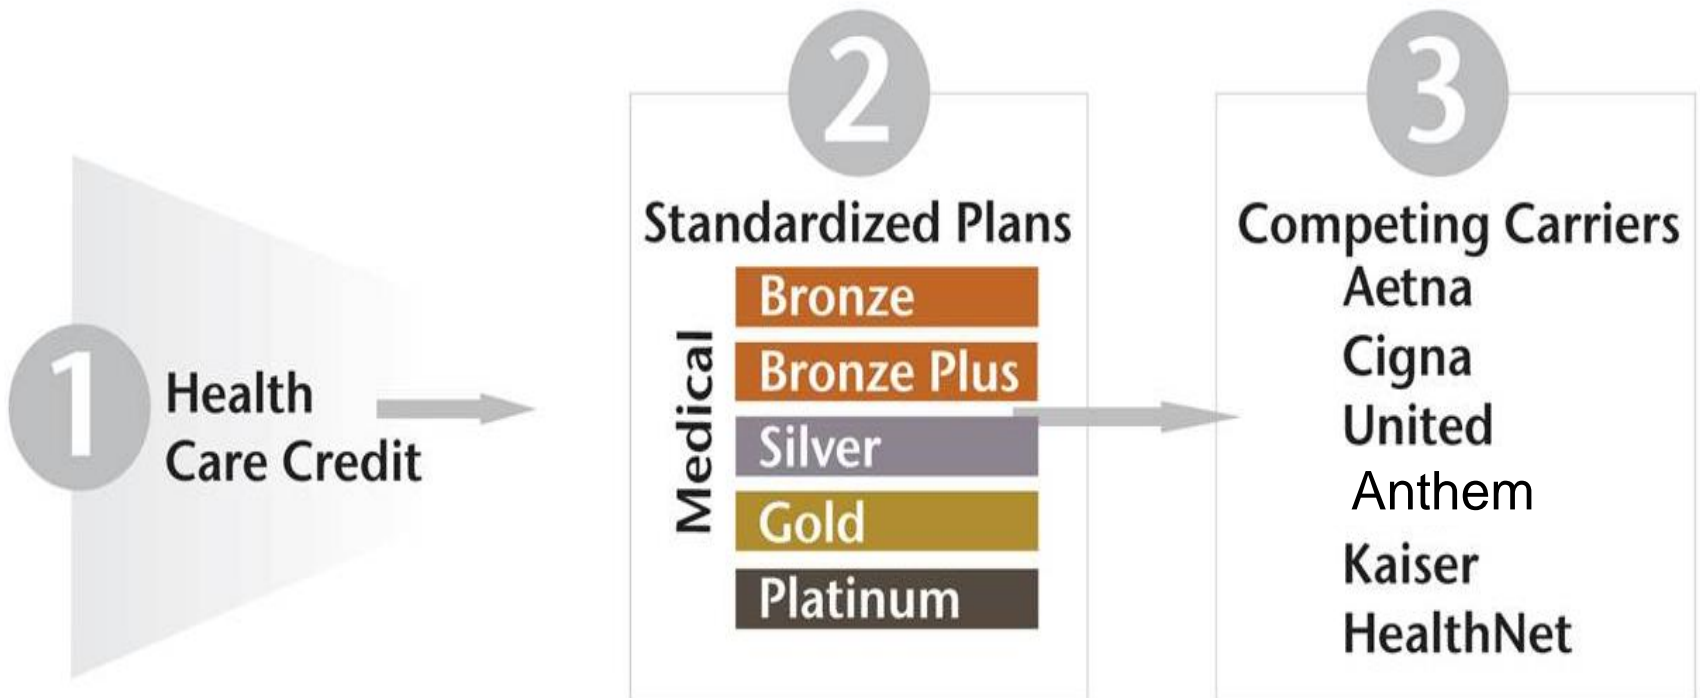 1
Health
Care Credit
2
Standardized Plans
Medical
Bronze
Bronze Plus
Silver
Gold
Platinum
3
Competing Carriers
Aetna
Cigna
United
Anthem
Kaiser
HealthNet